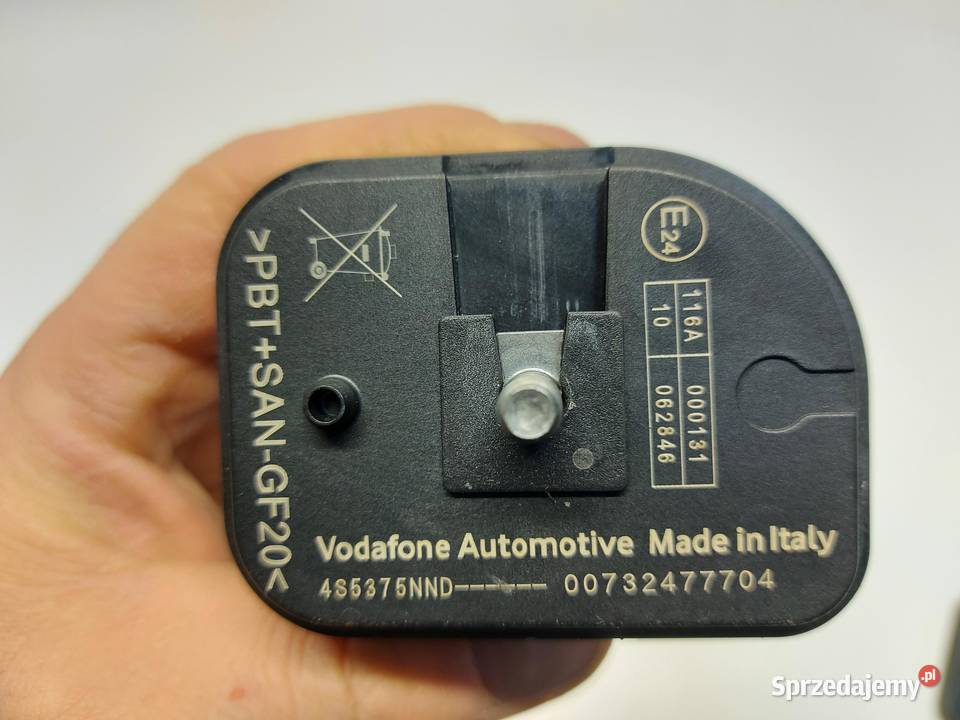 >PBT+SAN-GF20<
E24
116A 000131
10 062846
Vodafone Automotive Made in Italy
4S5375NND------ 00732477704
Sprzedajemy.pl